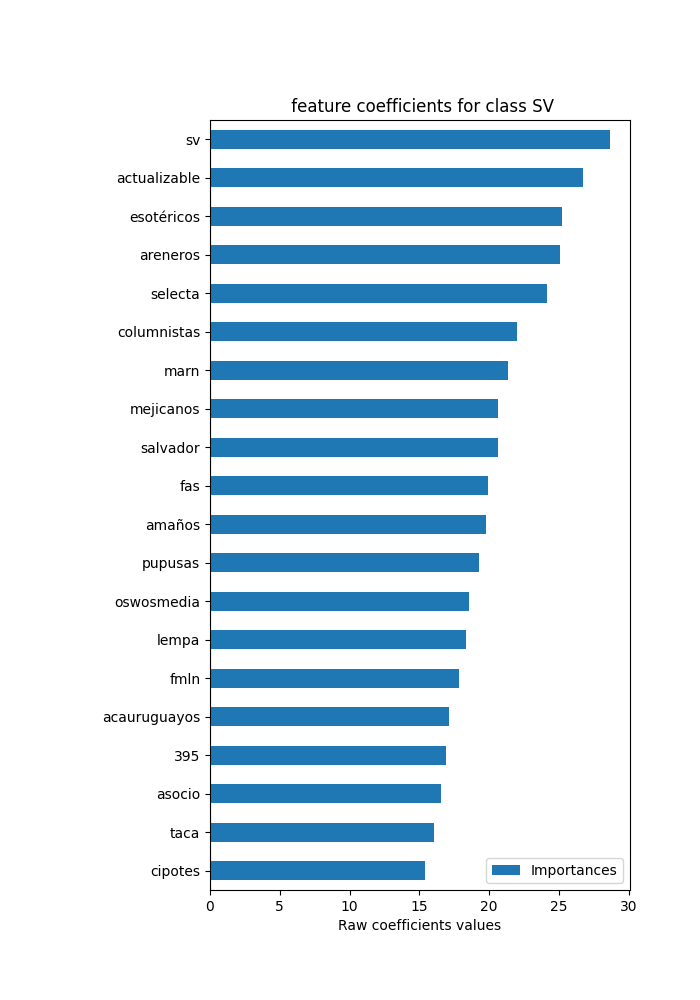 feature coefficients for class SV
sv
actualizable
esotéricos
areneros
selecta
columnistas
marn
mejicanos
salvador
fas
amaños
pupusas
oswosmedia
lempa
fmln
acauruguayos
395
asocio
taca
cipotes
Importances
0 5 10 15 20 25 30
Raw coefficients values